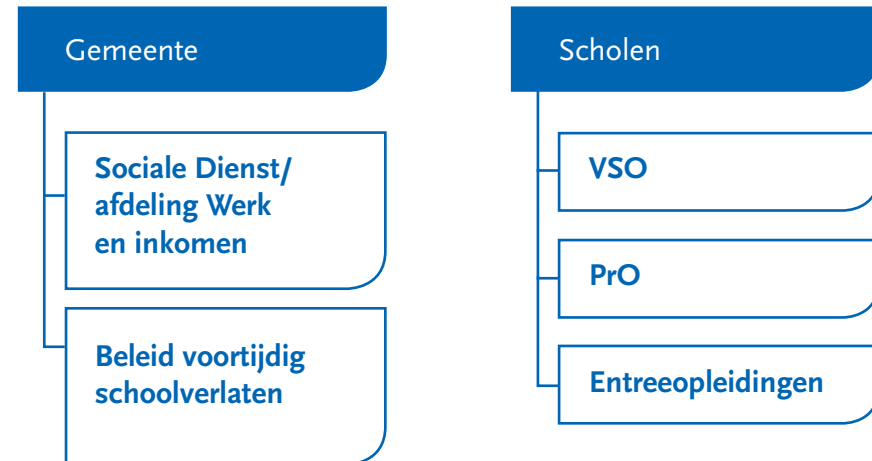 Gemeente
Sociale Dienst/
afdeling Werk
en inkomen
Beleid voortijdig
schoolverlaten
Scholen
VSO
PrO
Entreeopleidingen